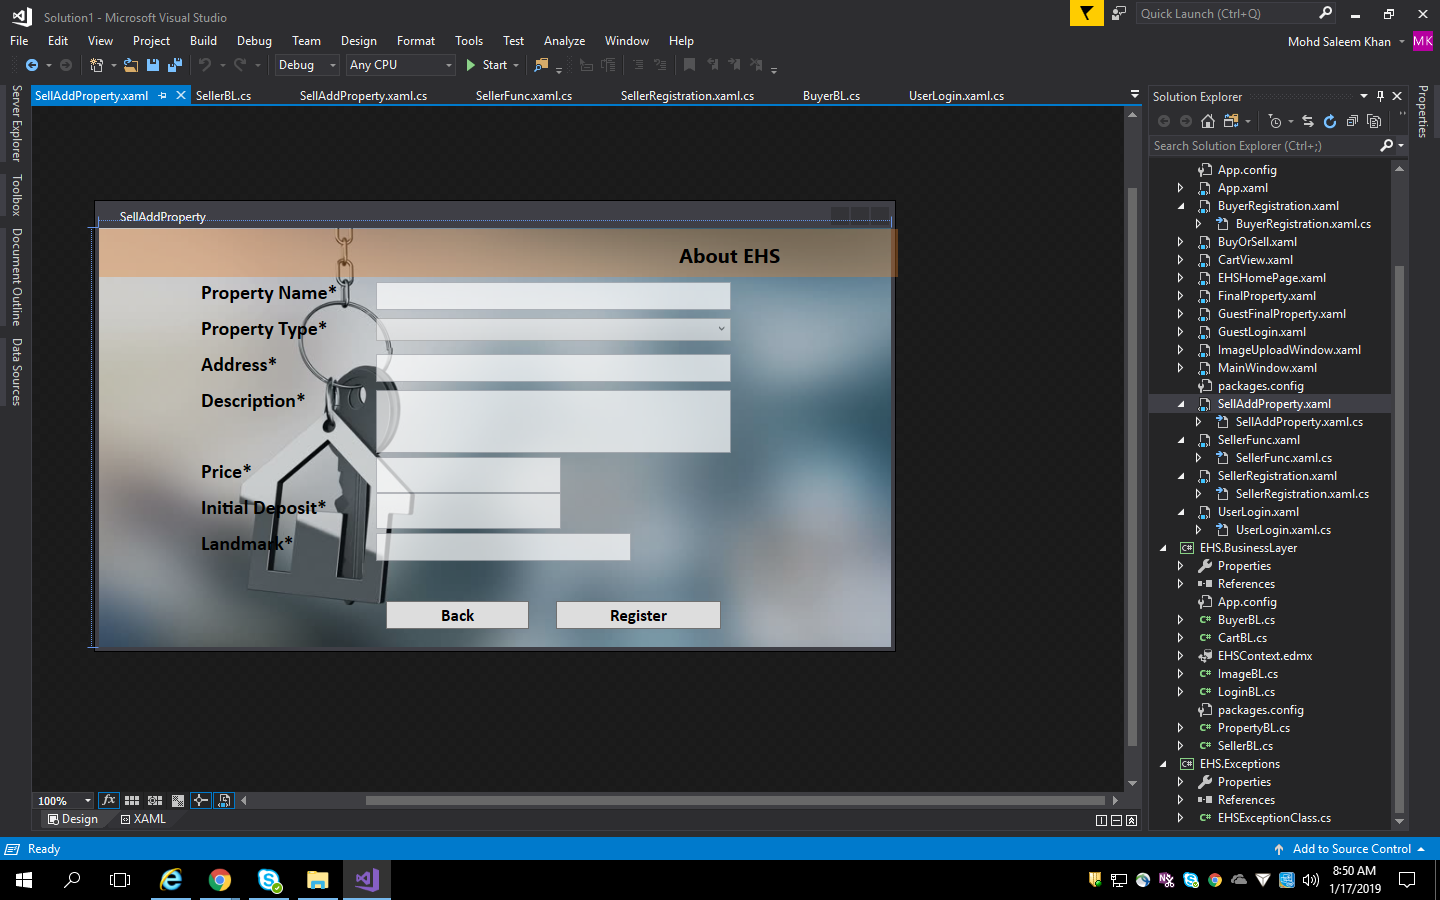 Solution1 - Microsoft Visual Studio
Quick Launch (Ctrl+Q)
File Edit View Project Build Debug Team Design Format Tools Test Analyze Window Help
Mohd Saleem Khan MK
Debug Any CPU Start
SellAddProperty.xaml SellerBL.cs SellAddProperty.xaml.cs SellerFunc.xaml.cs SellerRegistration.xaml.cs BuyerBL.cs UserLogin.xaml.cs
Server Explorer
Toolbox
Document Outline
Data Sources
SellAddProperty
About EHS
Property Name*
Property Type*
Address*
Description*
Price*
Initial Deposit*
Landmark*
Back Register
100%
Design XAML
Solution Explorer
Search Solution Explorer (Ctrl+;)
App.config
App.xaml
BuyerRegistration.xaml
BuyerRegistration.xaml.cs
BuyOrSell.xaml
CartView.xaml
EHSHomePage.xaml
FinalProperty.xaml
GuestFinalProperty.xaml
GuestLogin.xaml
ImageUploadWindow.xaml
MainWindow.xaml
packages.config
SellAddProperty.xaml
SellAddProperty.xaml.cs
SellerFunc.xaml
SellerFunc.xaml.cs
SellerRegistration.xaml
SellerRegistration.xaml.cs
UserLogin.xaml
UserLogin.xaml.cs
C# EHS.BusinessLayer
Properties
References
App.config
C# BuyerBL.cs
C# CartBL.cs
EHSContext.edmx
C# ImageBL.cs
C# LoginBL.cs
packages.config
C# PropertyBL.cs
C# SellerBL.cs
C# EHS.Exceptions
Properties
References
C# EHSExceptionClass.cs
Properties
Ready
Add to Source Control
8:50 AM
1/17/2019